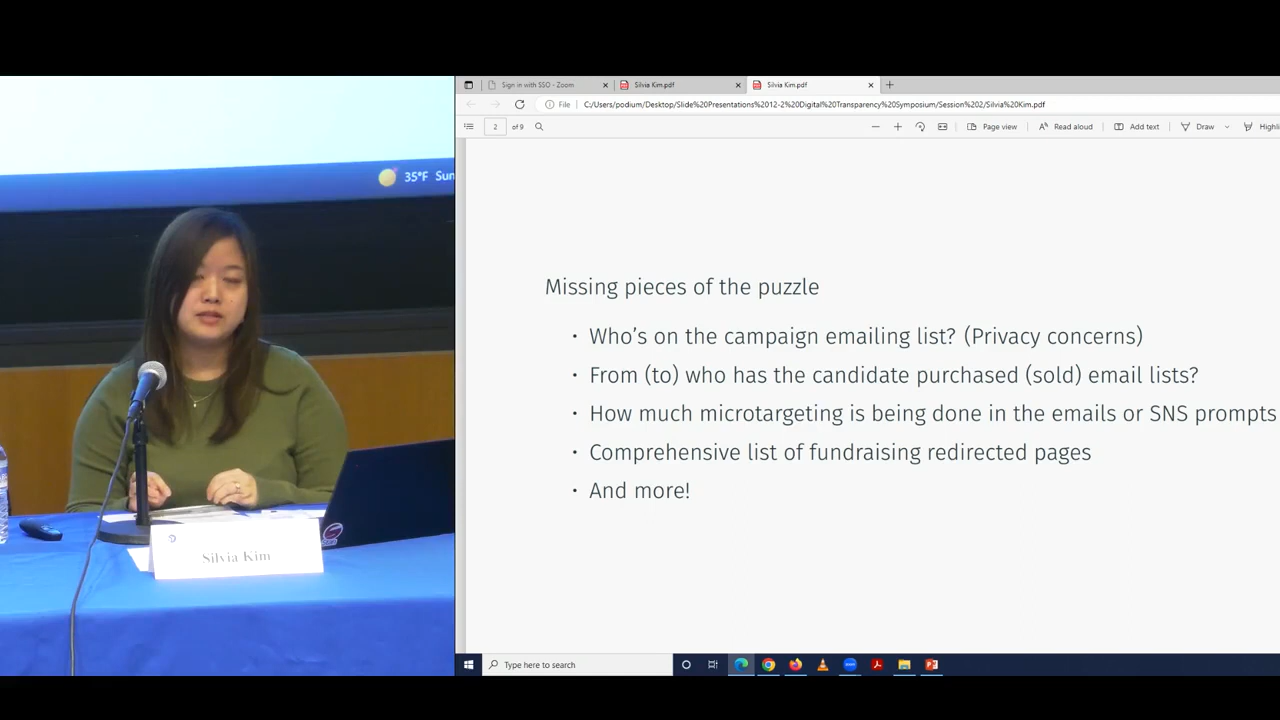 35°F Sun
Silvia Kim
Sign in with SSO - Zoom
Silvia Kim.pdf
Silvia Kim.pdf
File C:/Users/podium/Desktop/Slide%20Presentations%2012-2%20Digital%20Transparency%20Symposium/Session%202/Silvia%20Kim.pdf
2 of 9 Page view Read aloud Add text Draw Highli
Missing pieces of the puzzle
• Who's on the campaign emailing list? (Privacy concerns)
• From (to) who has the candidate purchased (sold) email lists?
• How much microtargeting is being done in the emails or SNS prompts
• Comprehensive list of fundraising redirected pages
• And more!
Type here to search